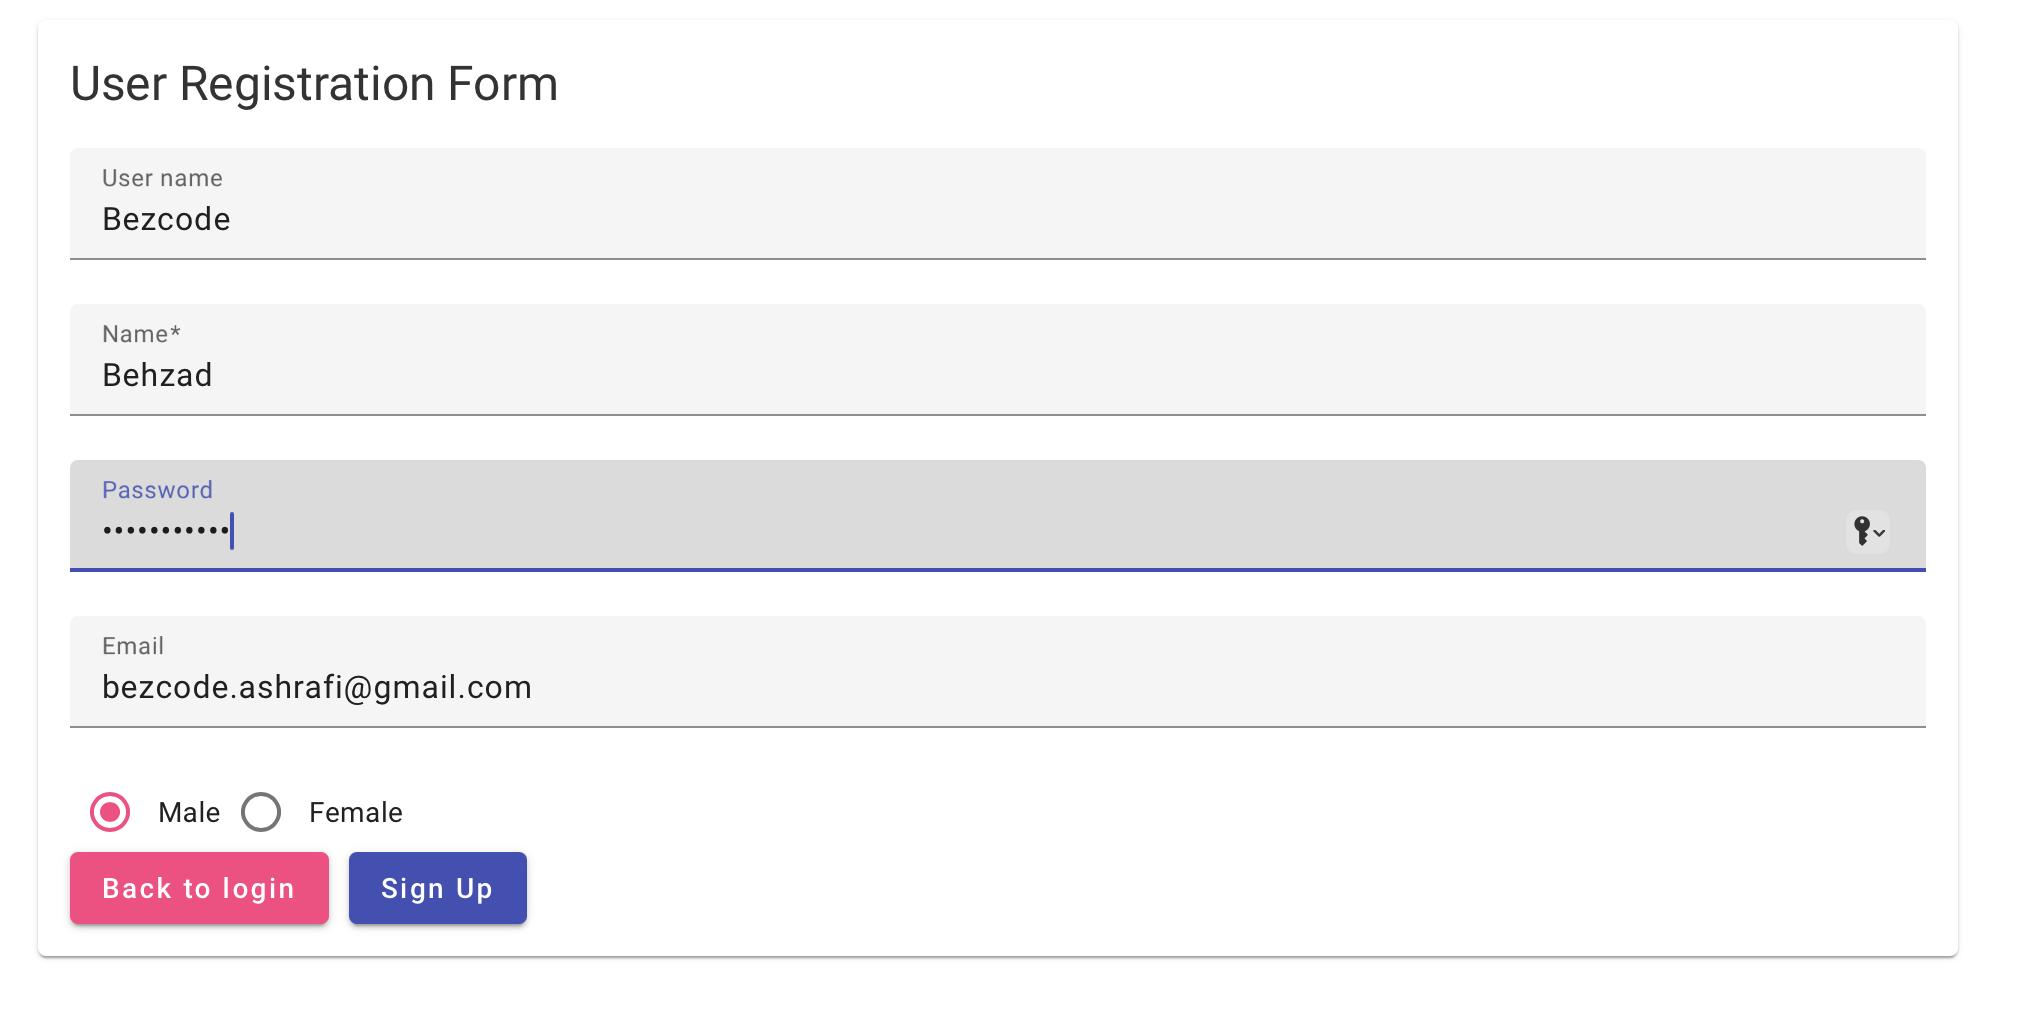 User Registration Form
User name
Bezcode
Name*
Behzad
Password
•••••••••••
Email
bezcode.ashrafi@gmail.com
Male Female
Back to login Sign Up